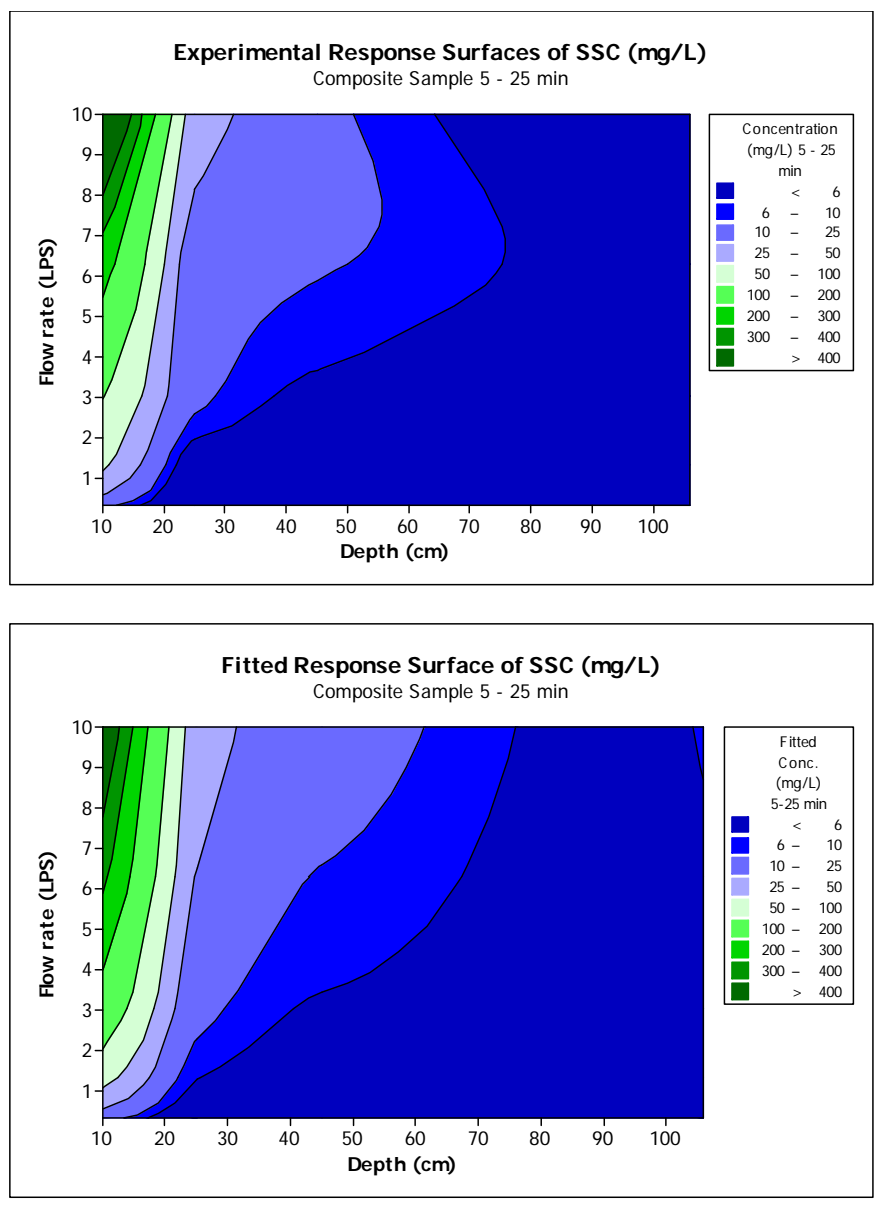 Experimental Response Surfaces of SSC (mg/L)
Composite Sample 5 - 25 min
Flow rate (LPS)
10
9
8
7
6
5
4
3
2
1
10 20 30 40 50 60 70 80 90 100
Depth (cm)
Concentration
(mg/L) 5 - 25
min
< 6
6 – 10
10 – 25
25 – 50
50 – 100
100 – 200
200 – 300
300 – 400
> 400
Fitted Response Surface of SSC (mg/L)
Composite Sample 5 - 25 min
Flow rate (LPS)
10
9
8
7
6
5
4
3
2
1
10 20 30 40 50 60 70 80 90 100
Depth (cm)
Fitted
Conc.
(mg/L)
5-25 min
< 6
6 – 10
10 – 25
25 – 50
50 – 100
100 – 200
200 – 300
300 – 400
> 400